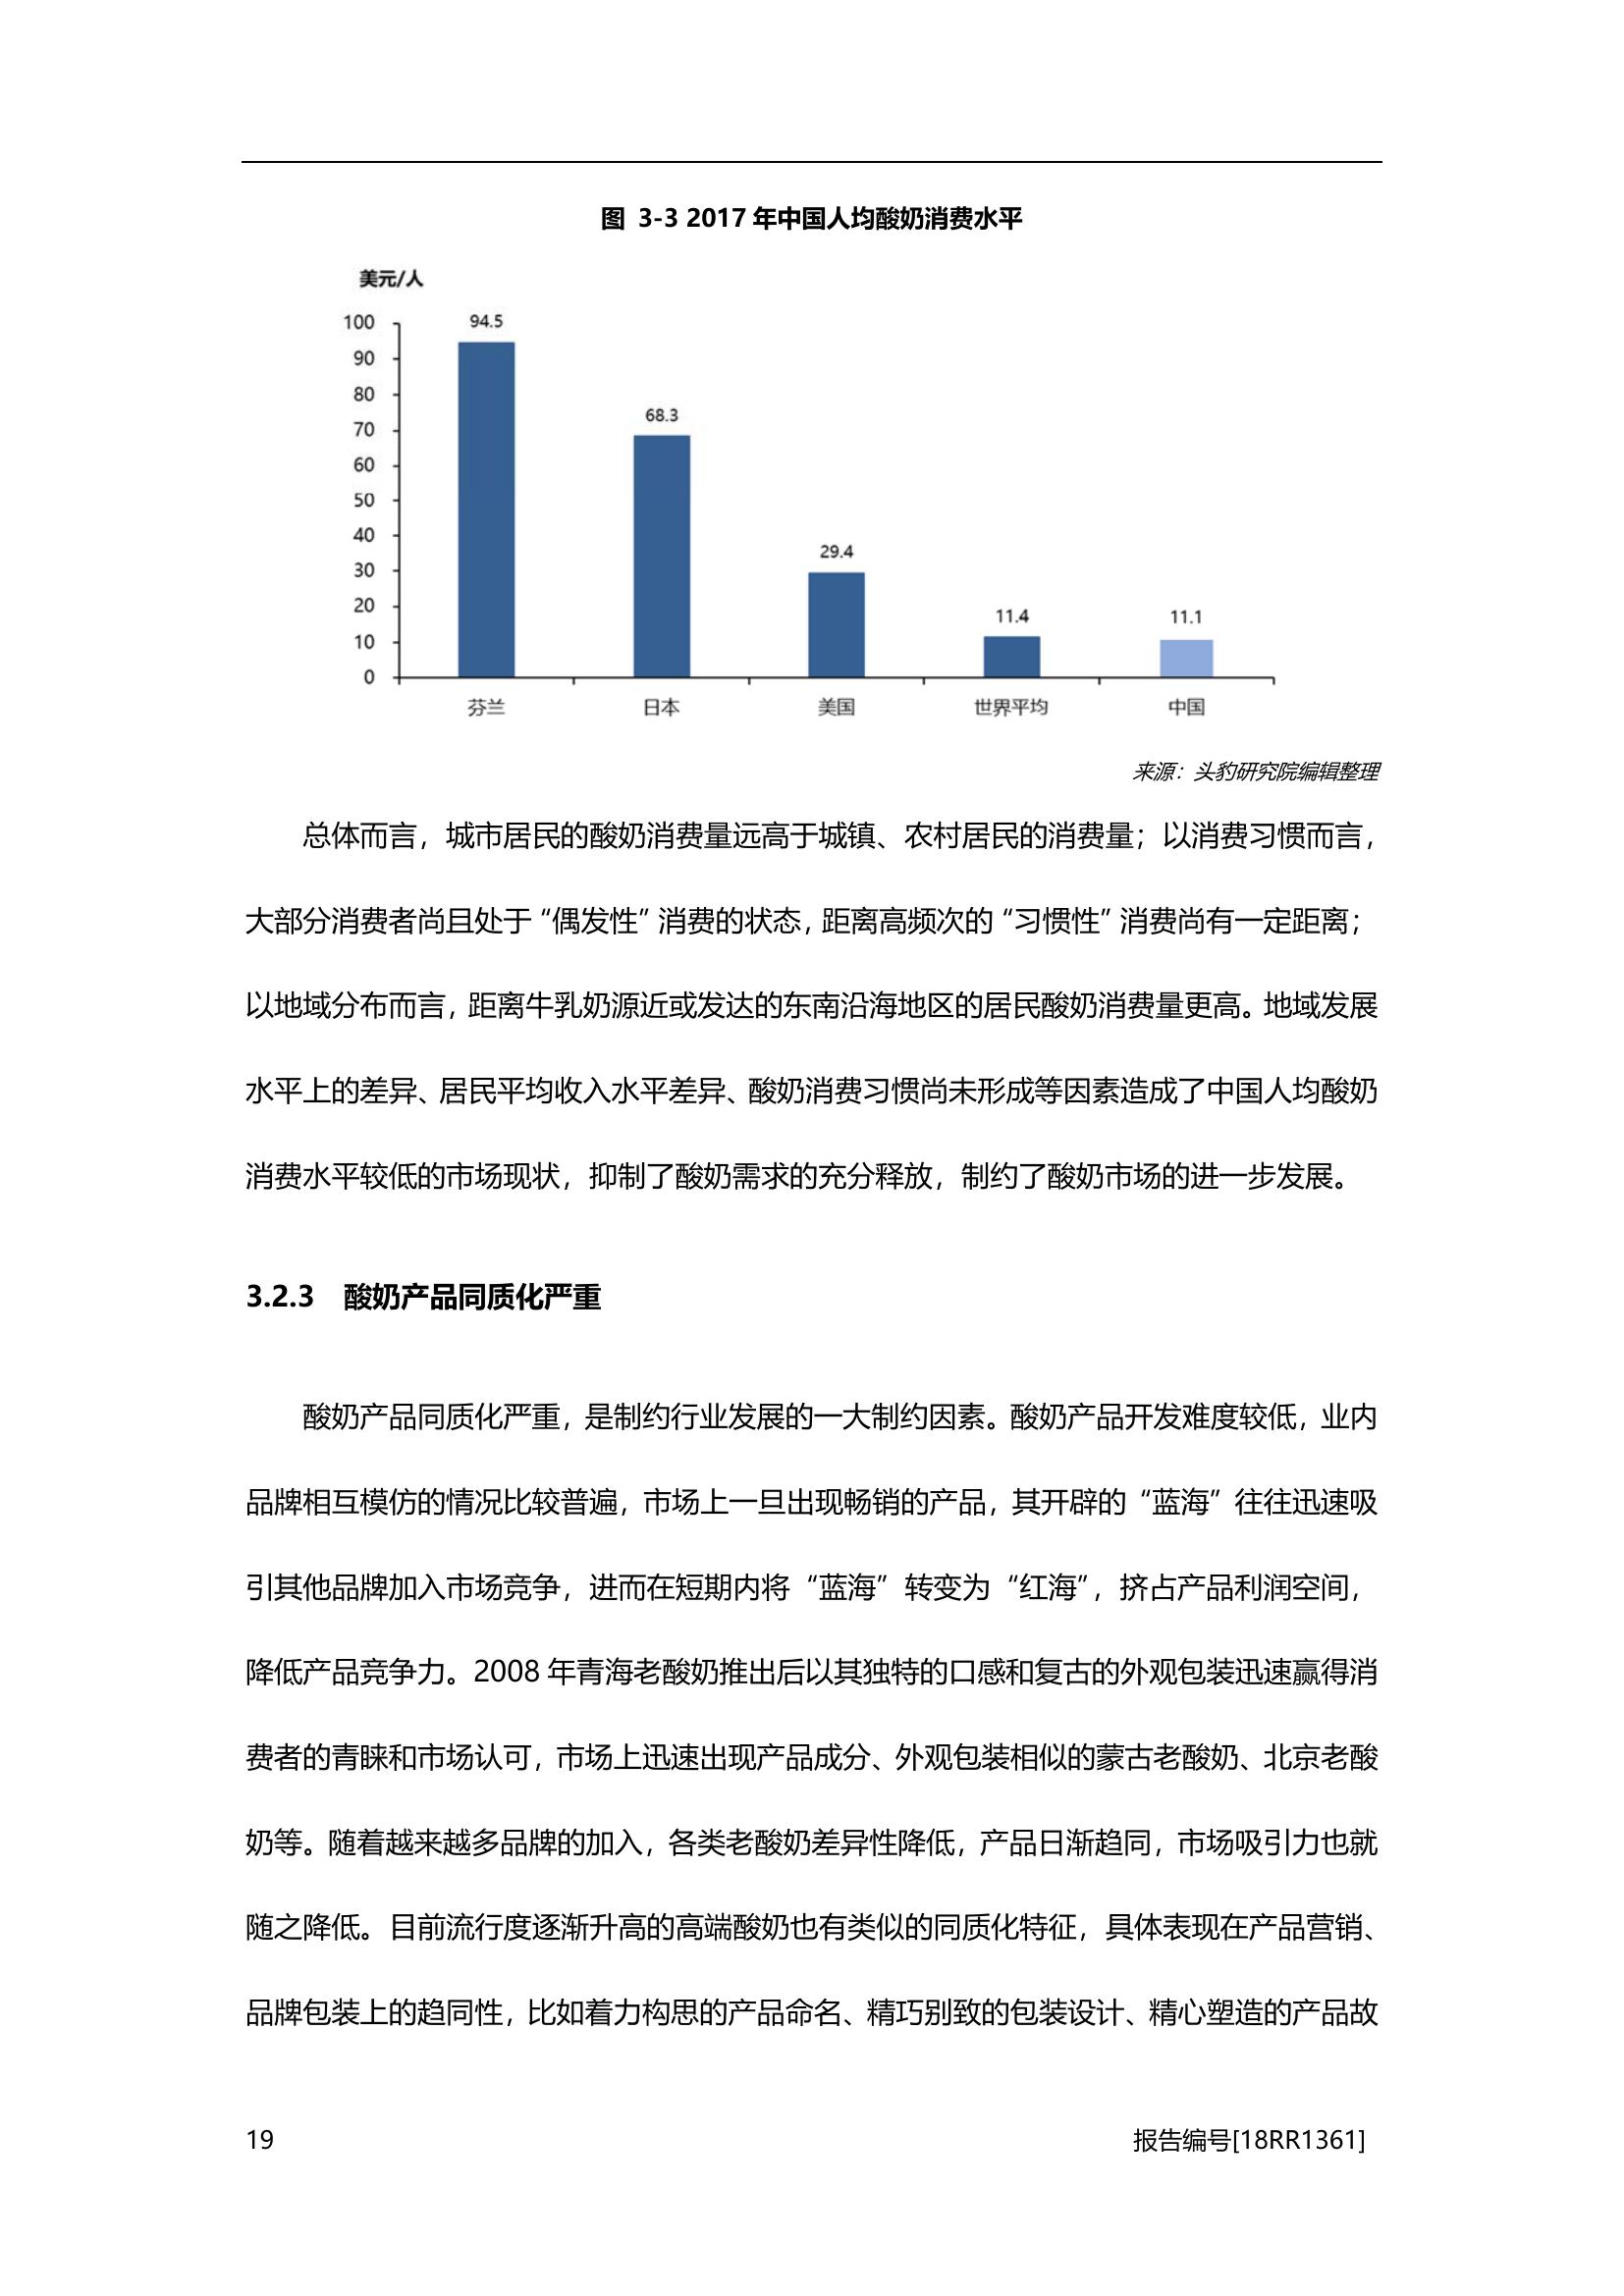 图 3-3 2017 年中国人均酸奶消费水平
美元/人
100
90
80
70
60
50
40
30
20
10
0
94.5
68.3
29.4
11.4
11.1
芬兰
日本
美国
世界平均
中国
来源：头豹研究院编辑整理
总体而言，城市居民的酸奶消费量远高于城镇、农村居民的消费量；以消费习惯而言，
大部分消费者尚且处于“偶发性”消费的状态，距离高频次的“习惯性”消费尚有一定距离；
以地域分布而言，距离牛乳奶源近或发达的东南沿海地区的居民酸奶消费量更高。地域发展
水平上的差异、居民平均收入水平差异、酸奶消费习惯尚未形成等因素造成了中国人均酸奶
消费水平较低的市场现状，抑制了酸奶需求的充分释放，制约了酸奶市场的进一步发展。
3.2.3 酸奶产品同质化严重
酸奶产品同质化严重，是制约行业发展的一大制约因素。酸奶产品开发难度较低，业内
品牌相互模仿的情况比较普遍，市场上一旦出现畅销的产品，其开辟的“蓝海”往往迅速吸
引其他品牌加入市场竞争，进而在短期内将“蓝海”转变为“红海”，挤占产品利润空间，
降低产品竞争力。2008 年青海老酸奶推出后以其独特的口感和复古的外观包装迅速赢得消
费者的青睐和市场认可，市场上迅速出现产品成分、外观包装相似的蒙古老酸奶、北京老酸
奶等。随着越来越多品牌的加入，各类老酸奶差异性降低，产品日渐趋同，市场吸引力也就
随之降低。目前流行度逐渐升高的高端酸奶也有类似的同质化特征，具体表现在产品营销、
品牌包装上的趋同性，比如着力构思的产品命名、精巧别致的包装设计、精心塑造的产品故
19
报告编号[18RR1361]